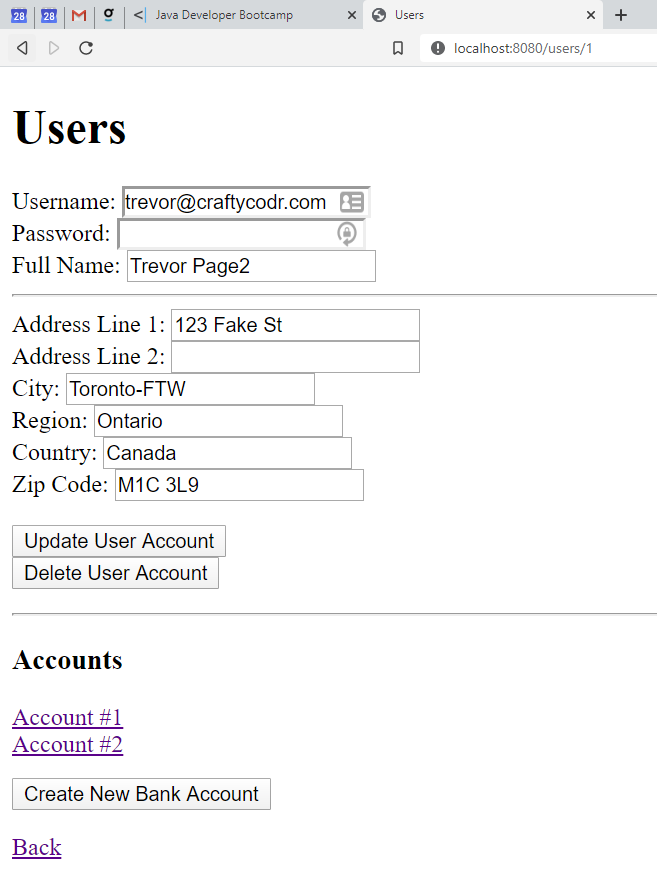 28 28 M g Java Developer Bootcamp Users
localhost:8080/users/1
Users
Username: trevor@craftycodr.com
Password:
Full Name: Trevor Page2
Address Line 1: 123 Fake St
Address Line 2:
City: Toronto-FTW
Region: Ontario
Country: Canada
Zip Code: M1C 3L9
Update User Account
Delete User Account
Accounts
Account #1
Account #2
Create New Bank Account
Back